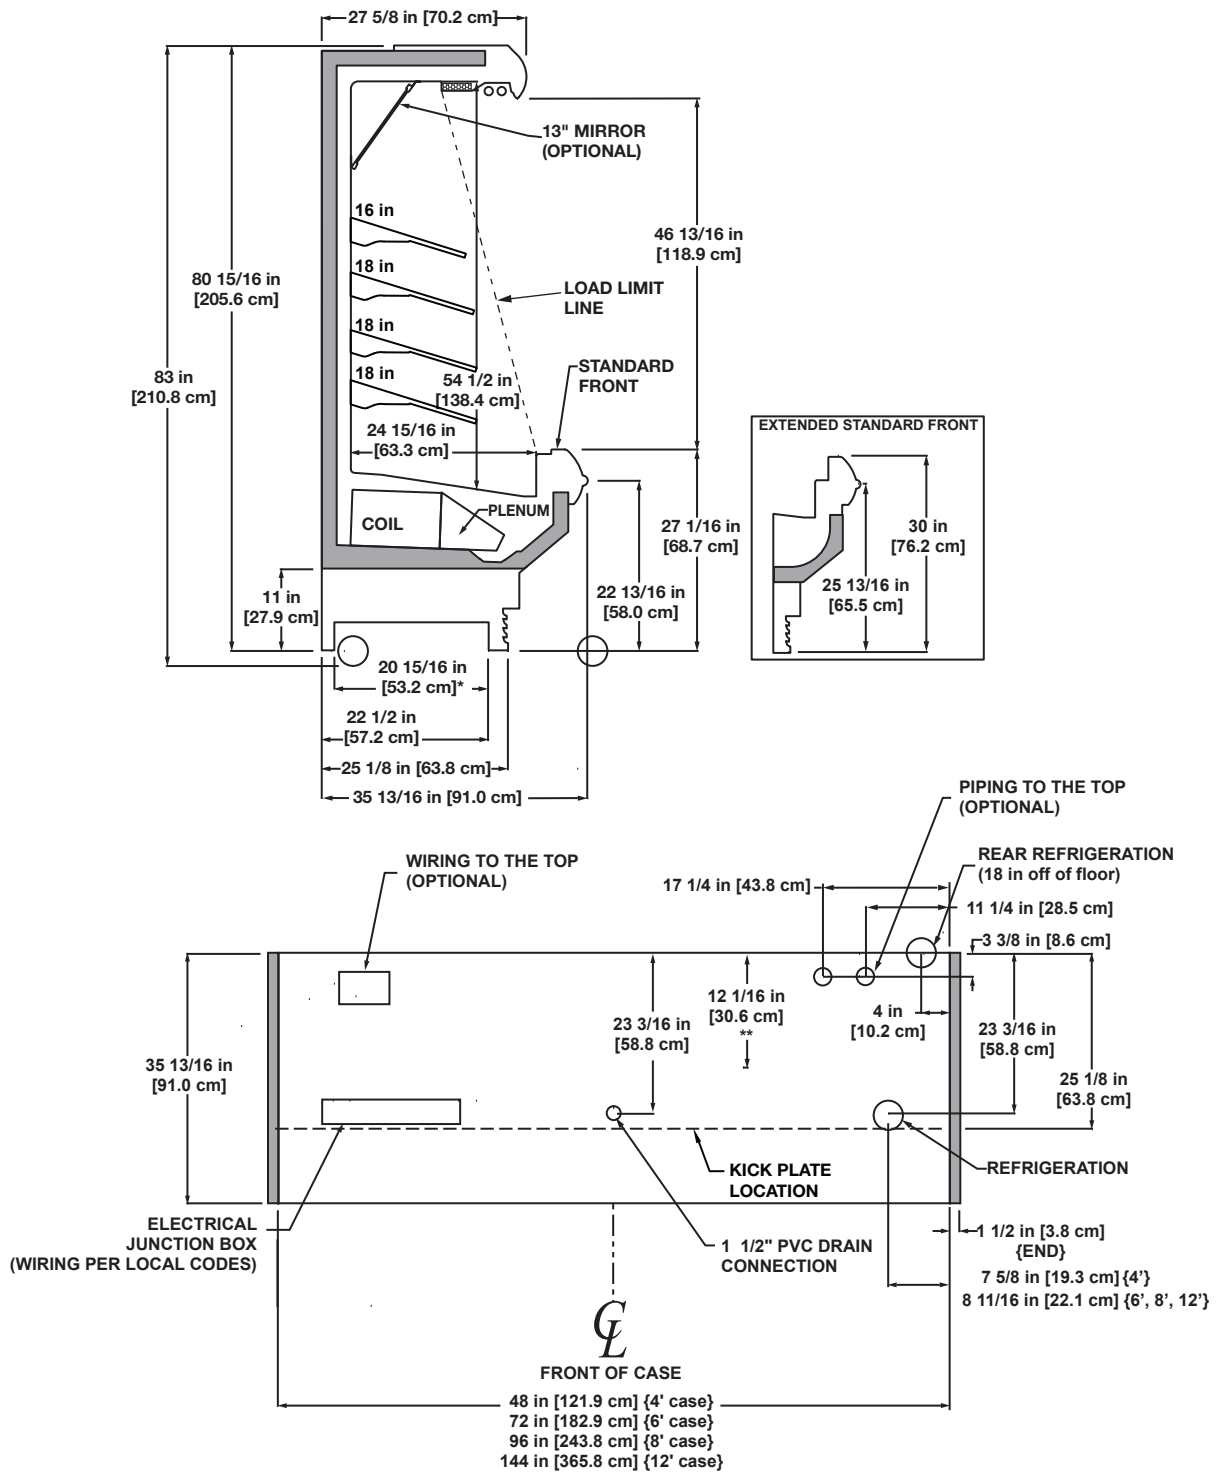 27 5/8 in [70.2 cm]
13" MIRROR
(OPTIONAL)
16 in
46 13/16 in
[118.9 cm]
80 15/16 in
[205.6 cm]
18 in
LOAD LIMIT
LINE
18 in
83 in
[210.8 cm]
18 in
54 1/2 in
[138.4 cm]
STANDARD
FRONT
24 15/16 in
[63.3 cm]
EXTENDED STANDARD FRONT
COIL
PLENUM
27 1/16 in
[68.7 cm]
30 in
[76.2 cm]
11 in
[27.9 cm]
22 13/16 in
[58.0 cm]
25 13/16 in
[65.5 cm]
20 15/16 in
[53.2 cm]*
22 1/2 in
[57.2 cm]
25 1/8 in [63.8 cm]
35 13/16 in [91.0 cm]
PIPING TO THE TOP
(OPTIONAL)
WIRING TO THE TOP
(OPTIONAL)
REAR REFRIGERATION
(18 in off of floor)
17 1/4 in [43.8 cm]
11 1/4 in [28.5 cm]
3 3/8 in [8.6 cm]
12 1/16 in
[30.6 cm]
**
4 in
[10.2 cm]
23 3/16 in
[58.8 cm]
23 3/16 in
[58.8 cm]
35 13/16 in
[91.0 cm]
25 1/8 in
[63.8 cm]
KICK PLATE
LOCATION
REFRIGERATION
ELECTRICAL
JUNCTION BOX
(WIRING PER LOCAL CODES)
1 1/2" PVC DRAIN
CONNECTION
1 1/2 in [3.8 cm]
{END}
7 5/8 in [19.3 cm] {4’}
8 11/16 in [22.1 cm] {6’, 8’, 12’}
CL
FRONT OF CASE
48 in [121.9 cm] {4' case}
72 in [182.9 cm] {6' case}
96 in [243.8 cm] {8' case}
144 in [365.8 cm] {12' case}